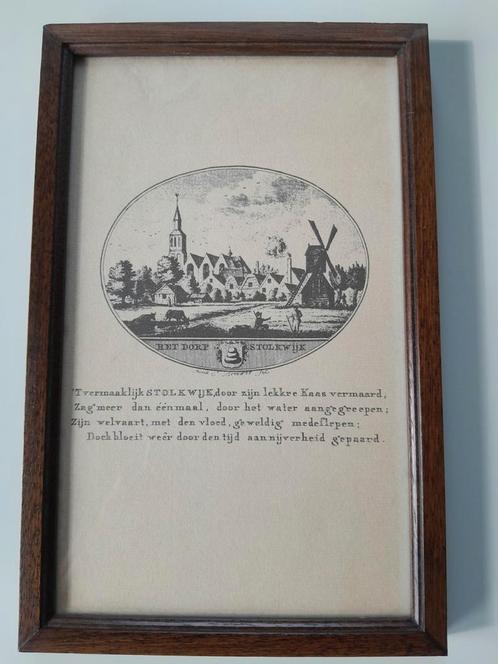 HET DORP STOLKWIJK
'T vermaaklijk STOLKWIJK, door zijn lekkre Kaas vermaard,
Zag meer dan éénmaal, door het water aangegreepen;
Zijn welvaart, met den vloed, geweldig medeslepen;
Doch bloeit weêr door den tijd aan nijverheid gepaard.